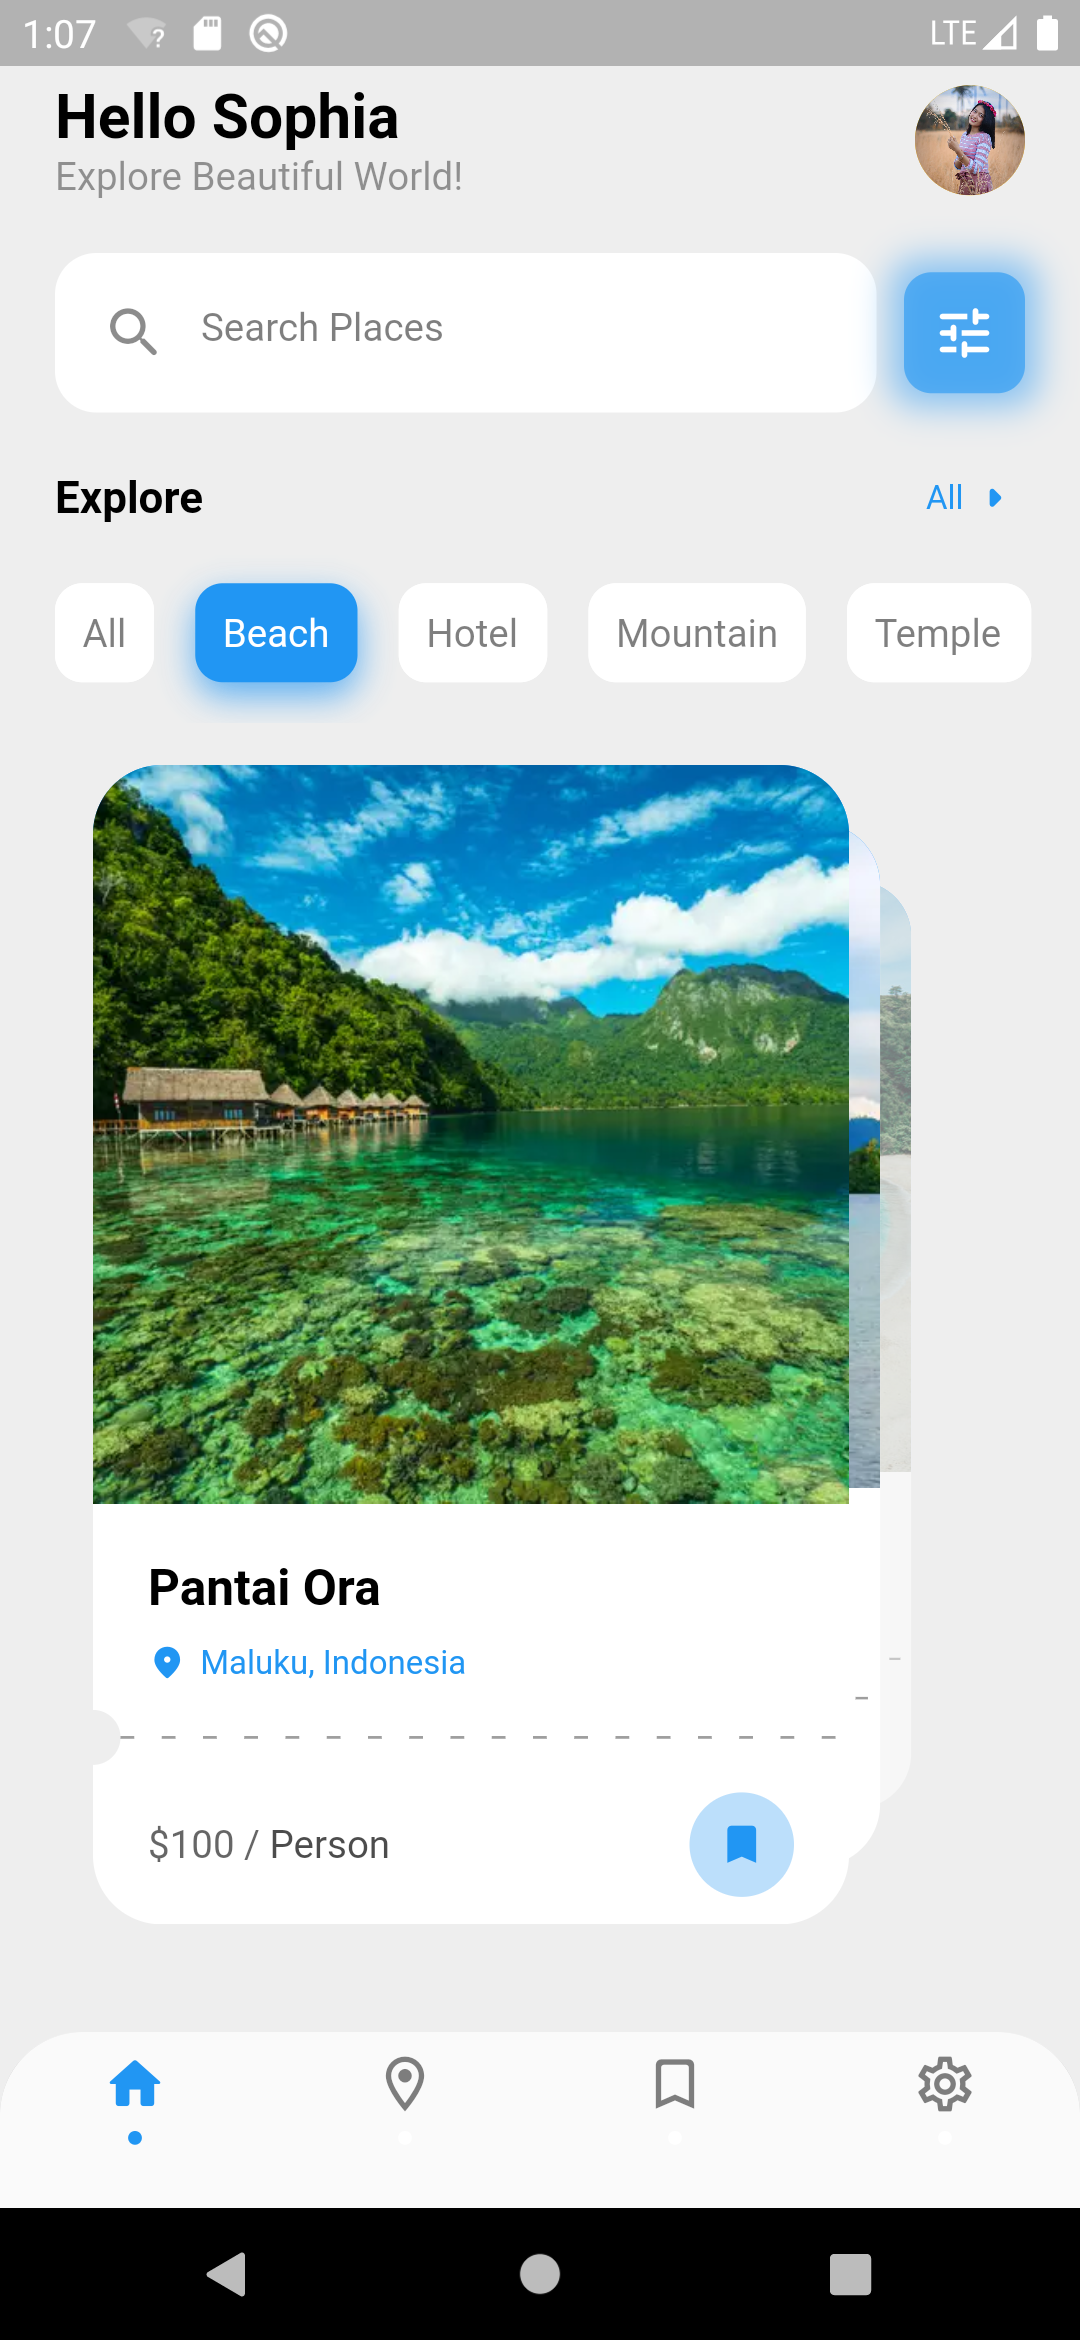 1:07
LTE
Hello Sophia
Explore Beautiful World!
Search Places
Explore
All
All
Beach
Hotel
Mountain
Temple
Pantai Ora
Maluku, Indonesia
$100 / Person